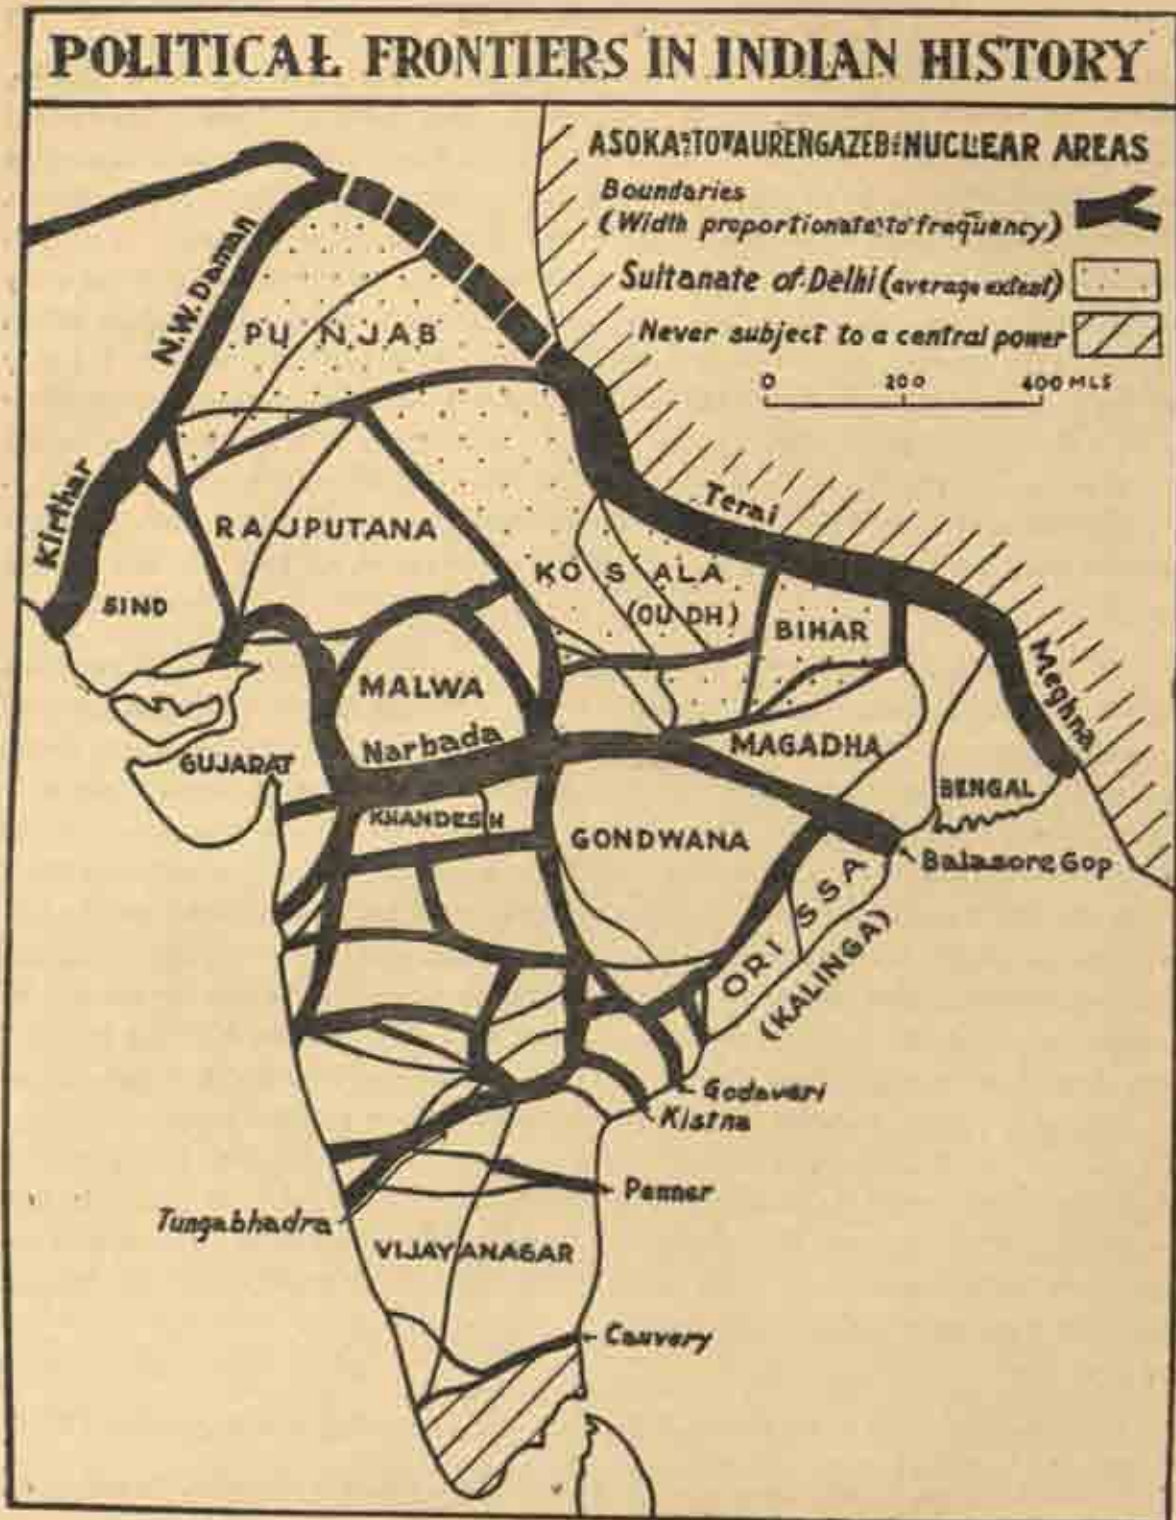 POLITICAL FRONTIERS IN INDIAN HISTORY
ASOKA TO AURENGAZEB: NUCLEAR AREAS
Boundaries
(Width proportionate to frequency)
Sultanate of Delhi (average extent)
Never subject to a central power
0 200 400 MLS
N.W. Daman
PUNJAB
Kirthar
Terai
RAJPUTANA
KOSALA
(OUDH)
SIND
BIHAR
Meghna
MALWA
Narbada
MAGADHA
GUJARAT
BENGAL
KHANDESH
GONDWANA
Balasore Gop
ORISSA
(KALINGA)
Godavari
Kistna
Penner
Tungabhadra
VIJAYANAGAR
Cauvery